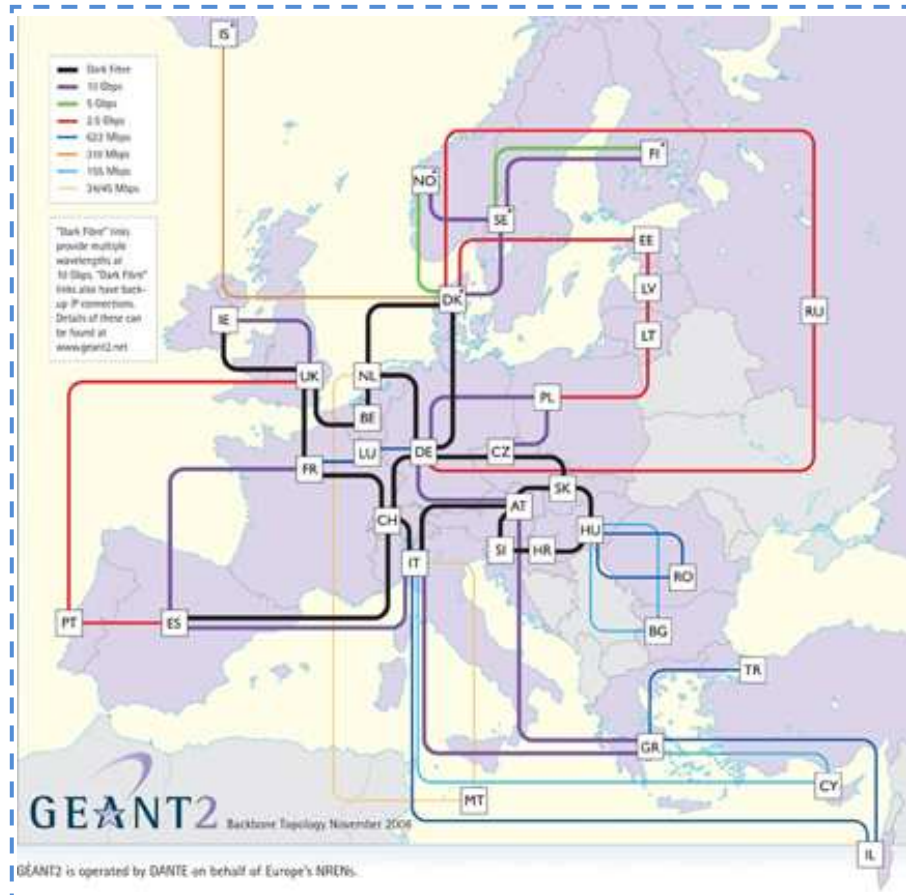 IS
Dark Fibre
10 Gbps
5 Gbps
2.5 Gbps
622 Mbps
310 Mbps
155 Mbps
34/45 Mbps
"Dark Fibre" links
provide multiple
wavelengths at
10 Gbps. "Dark Fibre"
links also have back-
up IP connections.
Details of these can
be found at
www.geant2.net
NO
FI
SE
EE
DK
LV
RU
IE
LT
UK
NL
PL
BE
LU
DE
CZ
FR
SK
CH
AT
HU
SI
HR
IT
RO
PT
ES
BG
TR
GR
CY
MT
IL
GEANT2 Backbone Topology November 2006
GÉANT2 is operated by DANTE on behalf of Europe's NRENs.